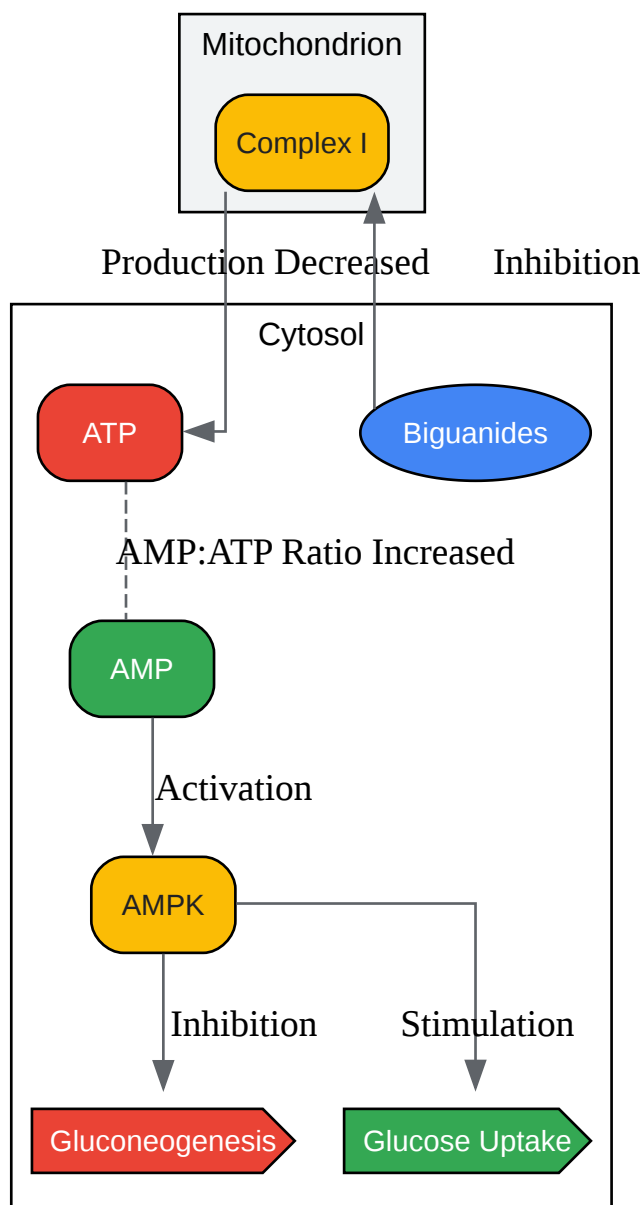 Mitochondrion
Complex I
Production Decreased
Inhibition
Cytosol
ATP
Biguanides
AMP:ATP Ratio Increased
AMP
Activation
AMPK
Inhibition
Stimulation
Gluconeogenesis
Glucose Uptake